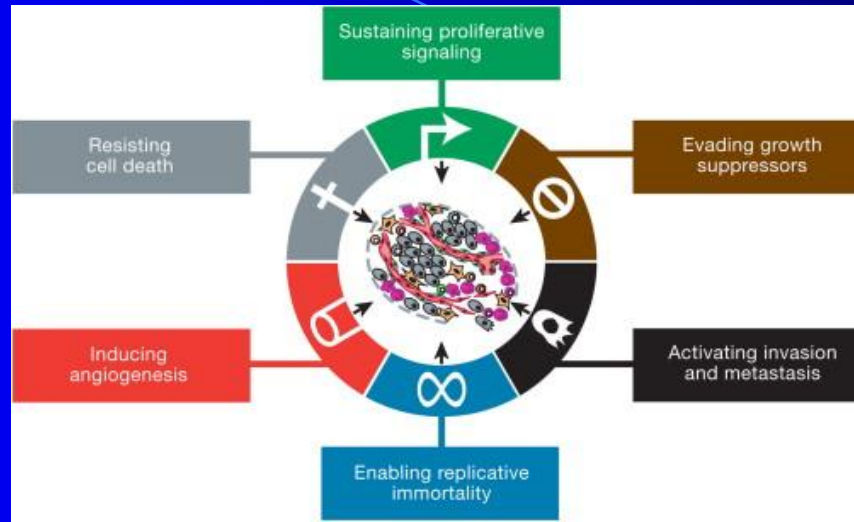 Sustaining proliferative
signaling
Resisting
cell death
Evading growth
suppressors
Inducing
angiogenesis
Activating invasion
and metastasis
Enabling replicative
immortality